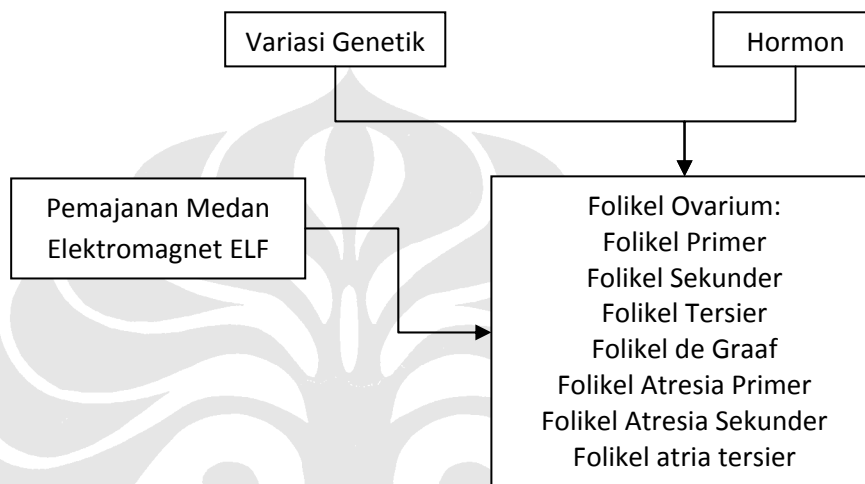 Variasi Genetik
Hormon
Pemajanan Medan
Elektromagnet ELF
Folikel Ovarium:
Folikel Primer
Folikel Sekunder
Folikel Tersier
Folikel de Graaf
Folikel Atresia Primer
Folikel Atresia Sekunder
Folikel atria tersier